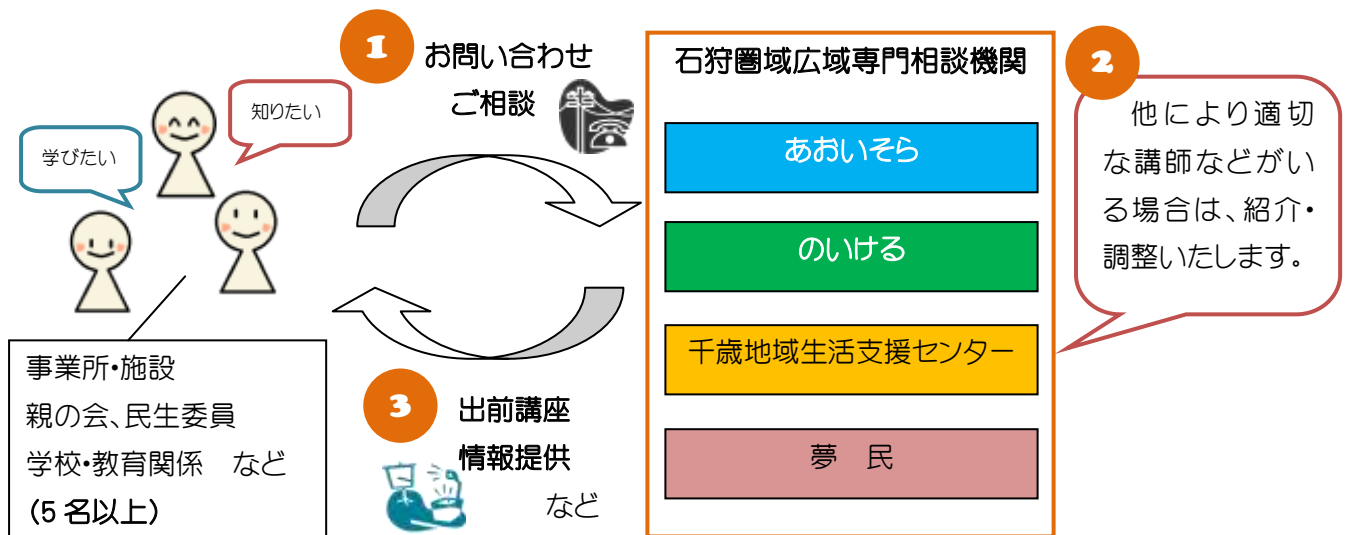 1
お問い合わせ
ご相談
知りたい
学びたい
事業所・施設
親の会、民生委員
学校・教育関係　など
(5 名以上)
石狩圏域広域専門相談機関
あおいそら
のいける
千歳地域生活支援センター
夢　民
2
他により適切
な講師などがい
る場合は、紹介・
調整いたします。
3
出前講座
情報提供
など